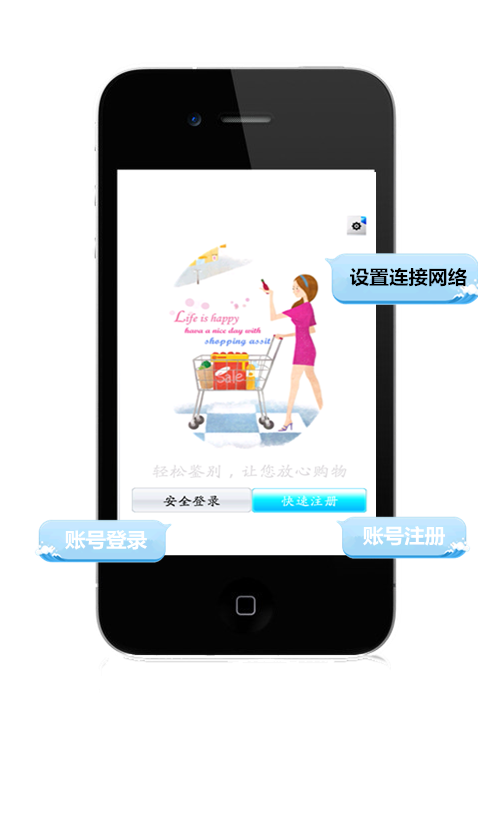 设置连接网络
Life is happy
hava a nice day with
shopping assit
Sale
轻松鉴别，让您放心购物
安全登录
快速注册
账号登录
账号注册